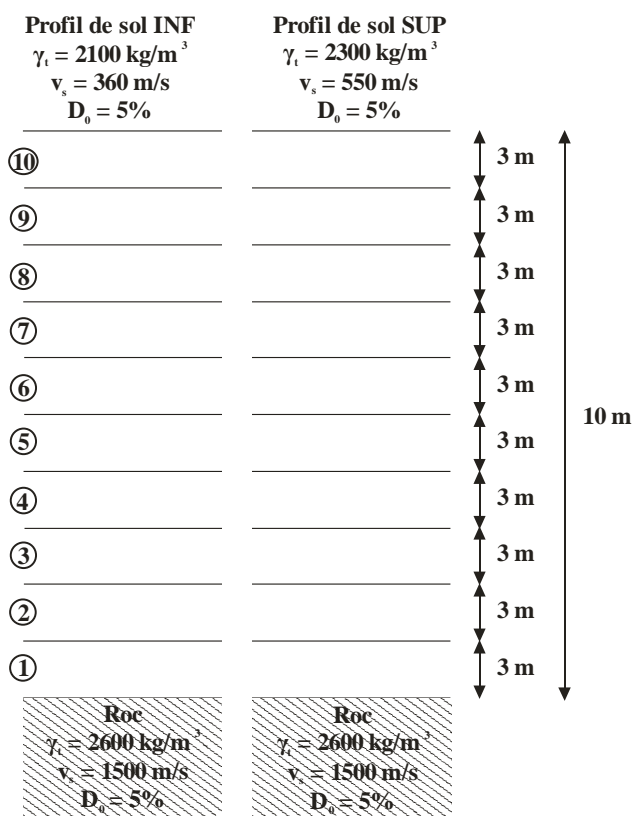 Profil de sol INF
γₜ = 2100 kg/m³
vₛ = 360 m/s
D₀ = 5%
Profil de sol SUP
γₜ = 2300 kg/m³
vₛ = 550 m/s
D₀ = 5%
⑩
3 m
⑨
3 m
⑧
3 m
⑦
3 m
⑥
3 m
10 m
⑤
3 m
④
3 m
③
3 m
②
3 m
①
3 m
Roc
γₜ = 2600 kg/m³
vₛ = 1500 m/s
D₀ = 5%
Roc
γₜ = 2600 kg/m³
vₛ = 1500 m/s
D₀ = 5%